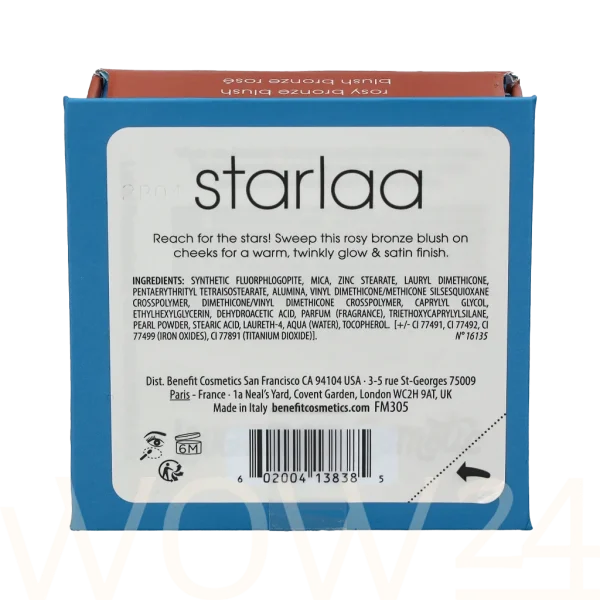 blush bronze rosé
rosy bronze blush
starlaa
Reach for the stars! Sweep this rosy bronze blush on
cheeks for a warm, twinkly glow & satin finish.
INGREDIENTS: SYNTHETIC FLUORPHLOGOPITE, MICA, ZINC STEARATE, LAURYL DIMETHICONE,
PENTAERYTHRITYL TETRAISOSTEARATE, ALUMINA, VINYL DIMETHICONE/METHICONE SILSESQUIOXANE
CROSSPOLYMER, DIMETHICONE/VINYL DIMETHICONE CROSSPOLYMER, CAPRYLYL GLYCOL,
ETHYLHEXYLGLYCERIN, DEHYDROACETIC ACID, PARFUM (FRAGRANCE), TRIETHOXYCAPRYLYLSILANE,
PEARL POWDER, STEARIC ACID, LAURETH-4, AQUA (WATER), TOCOPHEROL. [+/- CI 77491, CI 77492, CI
77499 (IRON OXIDES), CI 77891 (TITANIUM DIOXIDE)]. N° 16135
Dist. Benefit Cosmetics San Francisco CA 94104 USA · 3-5 rue St-Georges 75009
Paris - France · 1a Neal's Yard, Covent Garden, London WC2H 9AT, UK
Made in Italy benefitcosmetics.com FM305
6M
6 02004 13838 5
WOW24